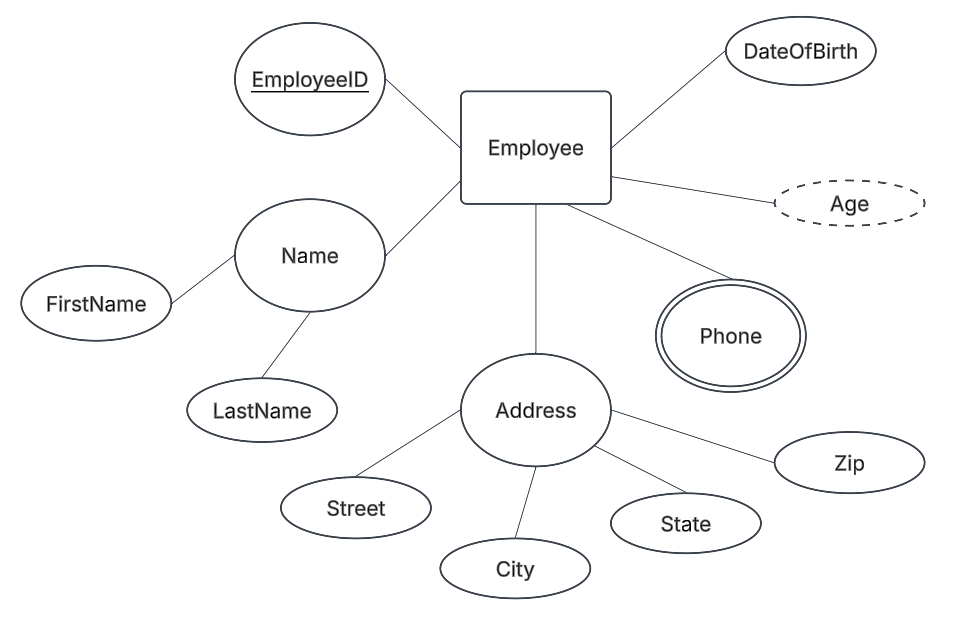 DateOfBirth
EmployeeID
Employee
Age
Name
FirstName
Phone
LastName
Address
Zip
Street
State
City